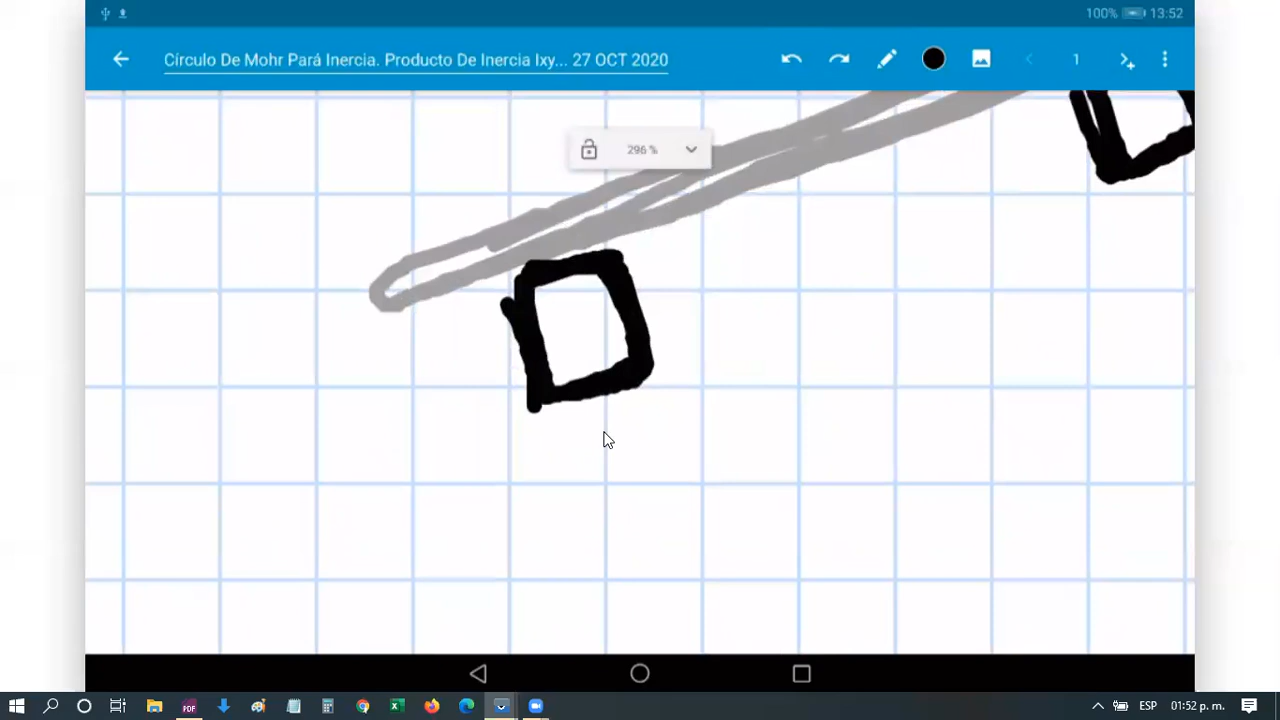 100% 13:52
Círculo De Mohr Pará Inercia. Producto De Inercia Ixy... 27 OCT 2020
1
296 %
PDF
ESP 01:52 p. m.